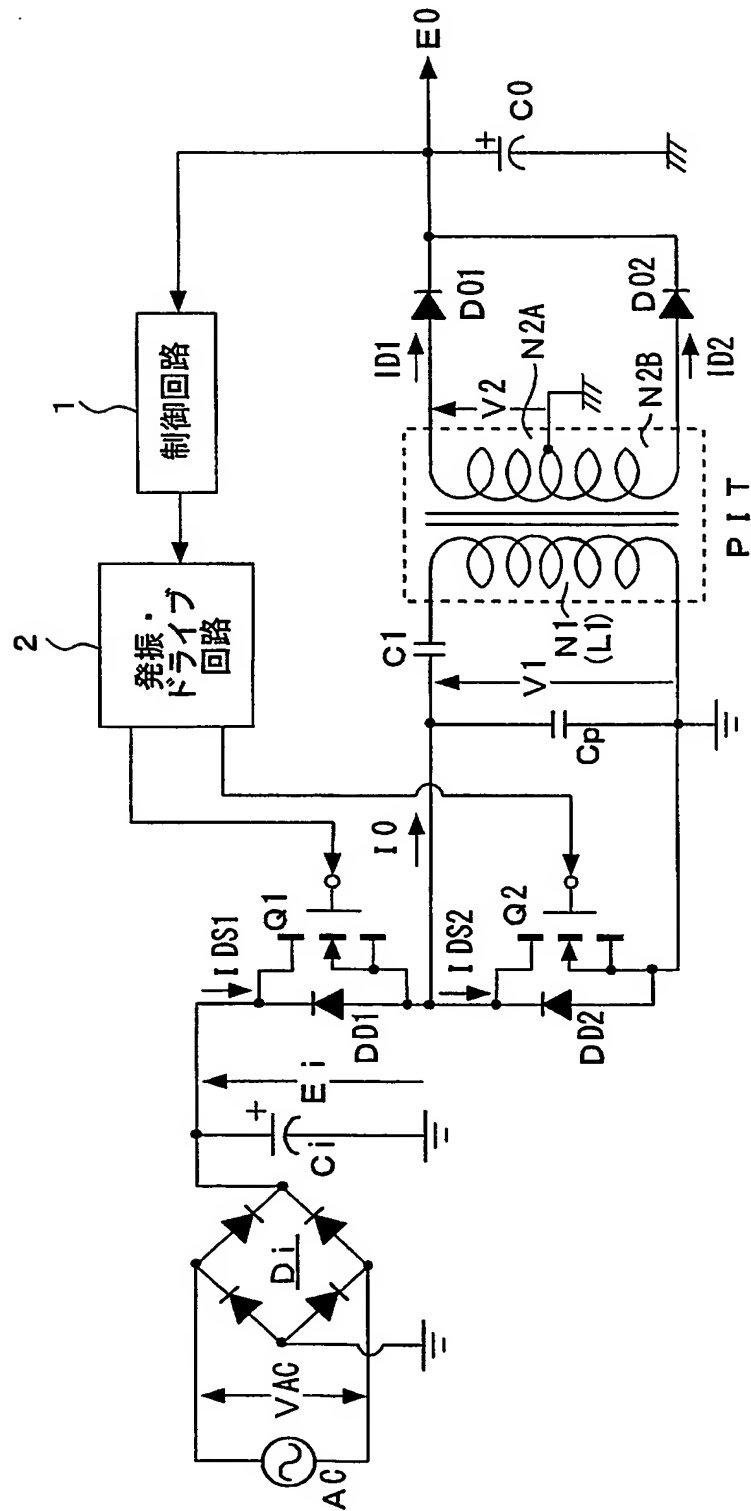 AC
VAC
Di
Ci
+
Ei
IDS1
Q1
DD1
IDS2
Q2
DD2
I0
2
発振・
ドライブ
回路
1
制御回路
C1
V1
Cp
N1
(L1)
PIT
V2
N2A
N2B
ID1
ID2
D01
D02
+
C0
E0